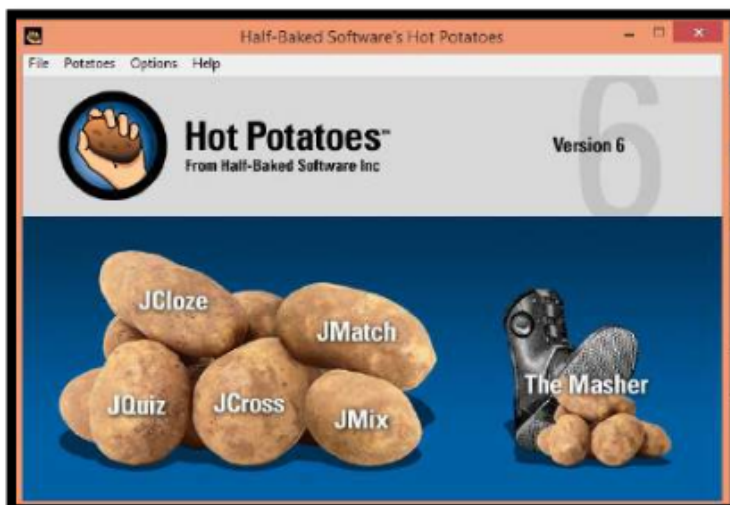 Half-Baked Software's Hot Potatoes
File Potatoes Options Help
Hot Potatoes™
From Half-Baked Software Inc
Version 6
6
JCloze
JMatch
JQuiz
JCross
JMix
The Masher